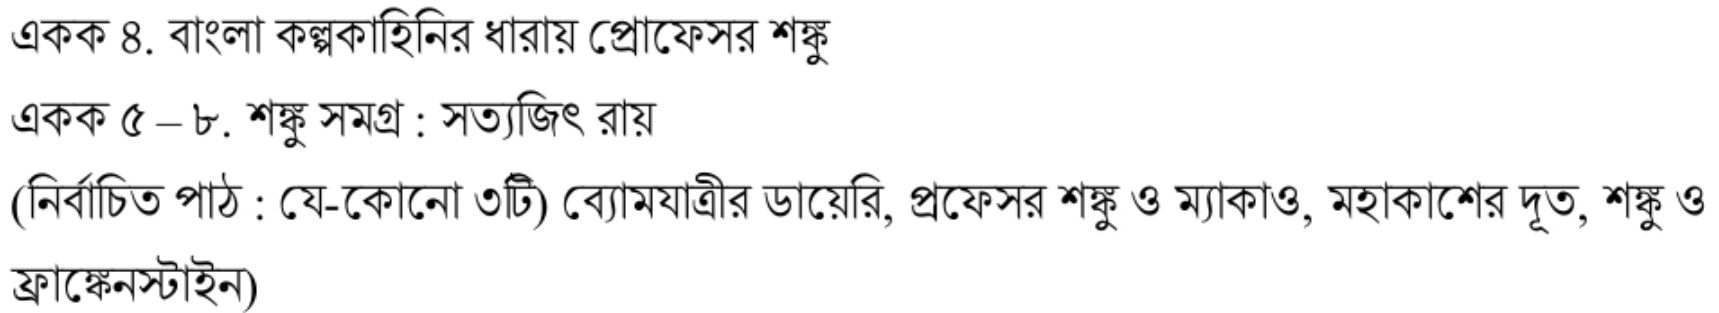 একক ৪. বাংলা কল্পকাহিনির ধারায় প্রোফেসর শঙ্কু
একক ৫ – ৮. শঙ্কু সমগ্র : সত্যজিৎ রায়
(নির্বাচিত পাঠ : যে-কোনো ৩টি) ব্যোমযাত্রীর ডায়েরি, প্রফেসর শঙ্কু ও ম্যাকাও, মহাকাশের দূত, শঙ্কু ও
ফ্রাঙ্কেনস্টাইন)